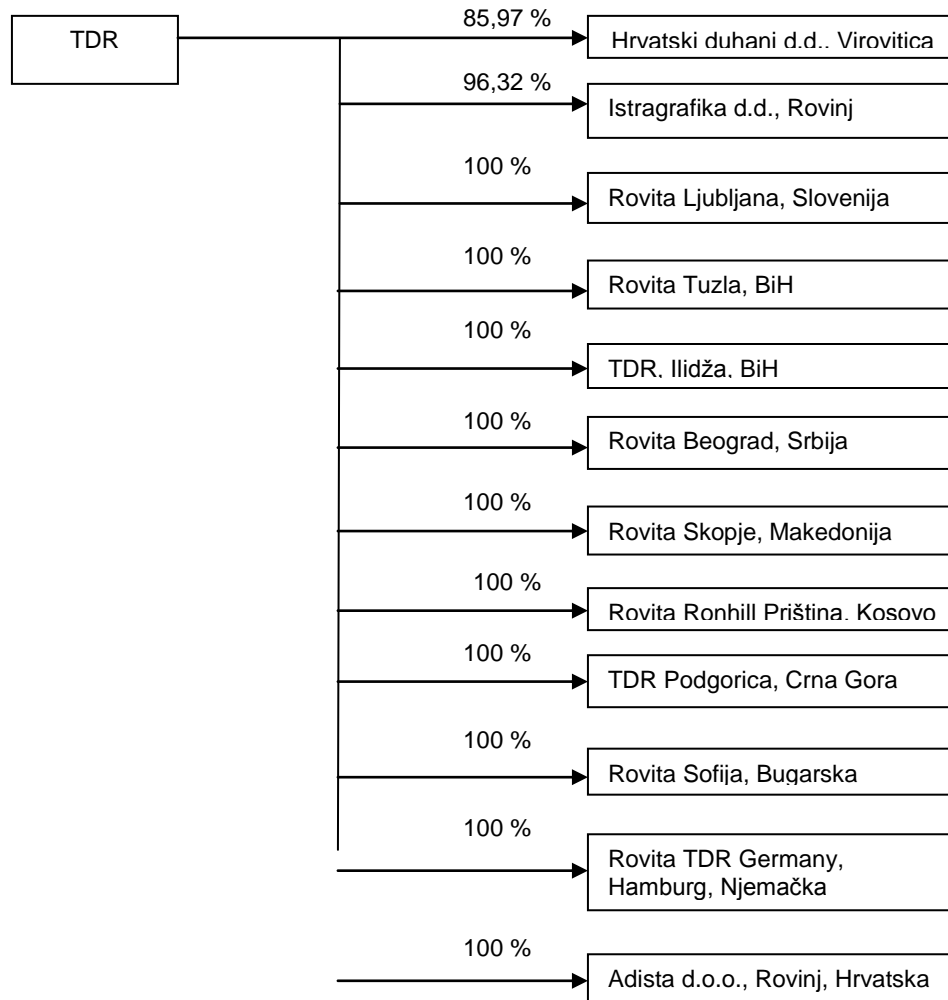 TDR
85,97 %
Hrvatski duhani d.d., Virovitica
96,32 %
Istragrafika d.d., Rovinj
100 %
Rovita Ljubljana, Slovenija
100 %
Rovita Tuzla, BiH
100 %
TDR, Ilidža, BiH
100 %
Rovita Beograd, Srbija
100 %
Rovita Skopje, Makedonija
100 %
Rovita Ronhill Priština, Kosovo
100 %
TDR Podgorica, Crna Gora
100 %
Rovita Sofija, Bugarska
100 %
Rovita TDR Germany,
Hamburg, Njemačka
100 %
Adista d.o.o., Rovinj, Hrvatska